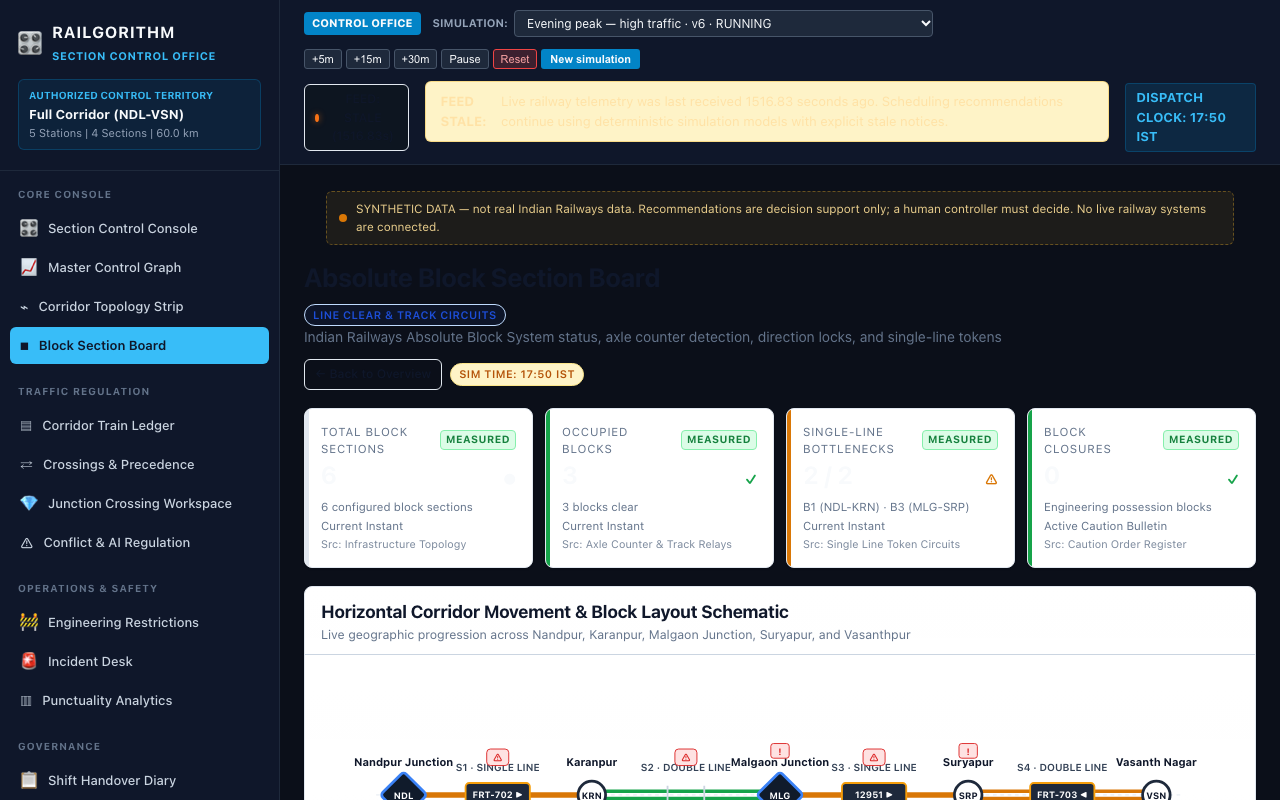 RAILGORITHM
SECTION CONTROL OFFICE
AUTHORIZED CONTROL TERRITORY
Full Corridor (NDL-VSN)
5 Stations | 4 Sections | 60.0 km
CORE CONSOLE
Section Control Console
Master Control Graph
Corridor Topology Strip
Block Section Board
TRAFFIC REGULATION
Corridor Train Ledger
Crossings & Precedence
Junction Crossing Workspace
Conflict & AI Regulation
OPERATIONS & SAFETY
Engineering Restrictions
Incident Desk
Punctuality Analytics
GOVERNANCE
Shift Handover Diary
CONTROL OFFICE
SIMULATION:
Evening peak — high traffic · v6 · RUNNING
+5m
+15m
+30m
Pause
Reset
New simulation
FEED STALE:
Live railway telemetry was last received 1516.83 seconds ago. Scheduling recommendations
continue using deterministic simulation models with explicit stale notices.
DISPATCH
CLOCK: 17:50
IST
SYNTHETIC DATA — not real Indian Railways data. Recommendations are decision support only; a human controller must decide. No live railway systems
are connected.
Absolute Block Section Board
LINE CLEAR & TRACK CIRCUITS
Indian Railways Absolute Block System status, axle counter detection, direction locks, and single-line tokens
← Back to Overview
SIM TIME: 17:50 IST
TOTAL BLOCK
SECTIONS
MEASURED
6
6 configured block sections
Current Instant
Src: Infrastructure Topology
OCCUPIED
BLOCKS
MEASURED
3
3 blocks clear
Current Instant
Src: Axle Counter & Track Relays
SINGLE-LINE
BOTTLENECKS
MEASURED
2 / 2
B1 (NDL-KRN) · B3 (MLG-SRP)
Current Instant
Src: Single Line Token Circuits
BLOCK
CLOSURES
MEASURED
0
Engineering possession blocks
Active Caution Bulletin
Src: Caution Order Register
Horizontal Corridor Movement & Block Layout Schematic
Live geographic progression across Nandpur, Karanpur, Malgaon Junction, Suryapur, and Vasanthpur
Nandpur Junction
S1 · SINGLE LINE
Karanpur
S2 · DOUBLE LINE
Malgaon Junction
S3 · SINGLE LINE
Suryapur
S4 · DOUBLE LINE
Vasanth Nagar
NDL
FRT-702 ►
KRN
MLG
12951 ►
SRP
FRT-703 ◄
VSN